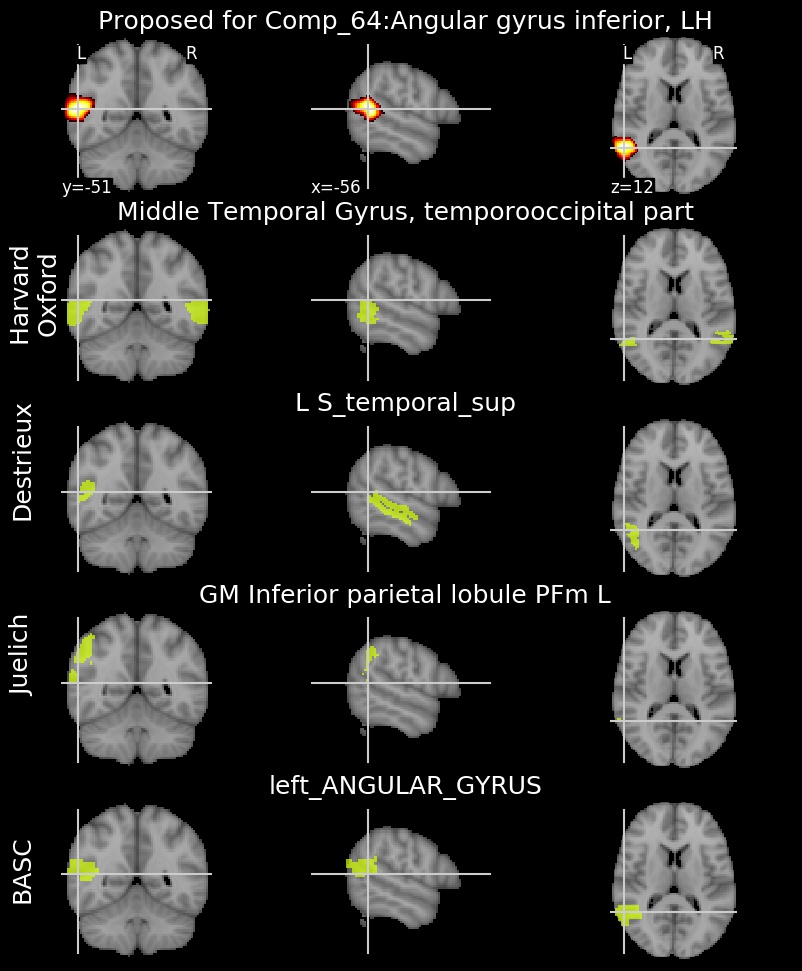 Proposed for Comp_64:Angular gyrus inferior, LH
L R
L R
y=-51
x=-56
z=12
Middle Temporal Gyrus, temporooccipital part
Harvard
Oxford
L S_temporal_sup
Destrieux
GM Inferior parietal lobule PFm L
Juelich
left_ANGULAR_GYRUS
BASC